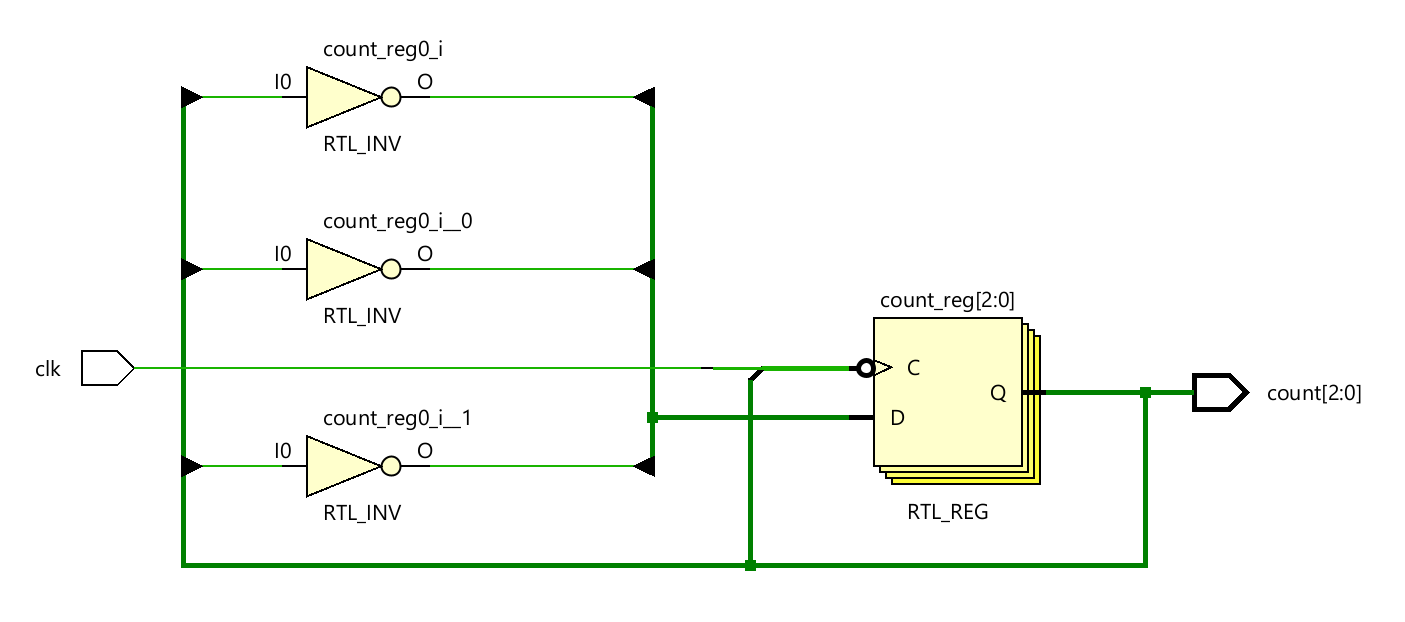 count_reg0_i
I0
O
RTL_INV
count_reg0_i__0
I0
O
RTL_INV
clk
count_reg0_i__1
I0
O
RTL_INV
count_reg[2:0]
C
Q
D
RTL_REG
count[2:0]